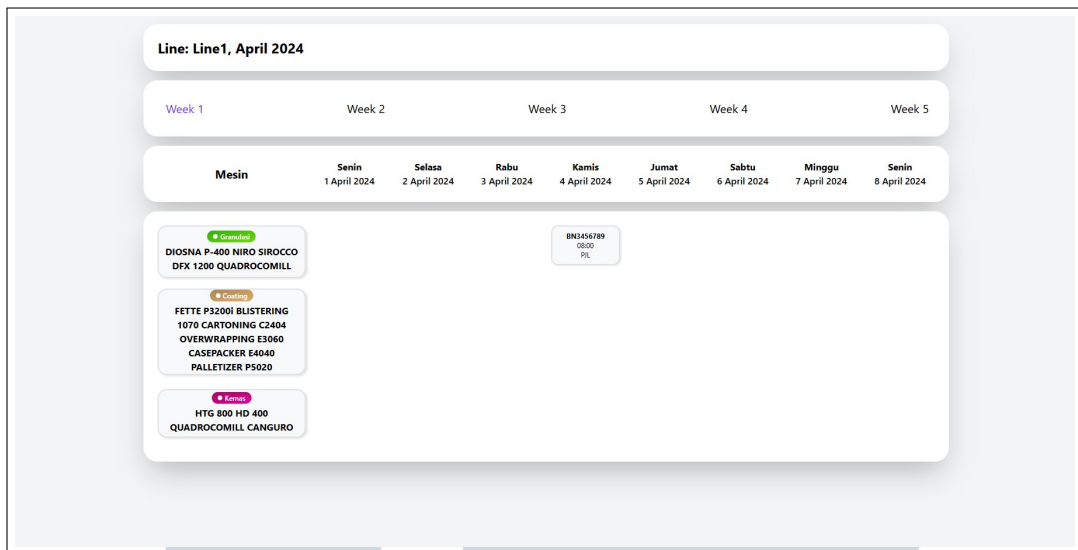 Line: Line1, April 2024
Week 1 Week 2 Week 3 Week 4 Week 5
Mesin
Senin Selasa Rabu Kamis Jumat Sabtu Minggu Senin
1 April 2024 2 April 2024 3 April 2024 4 April 2024 5 April 2024 6 April 2024 7 April 2024 8 April 2024
Granulasi
DIOSNA P-400 NIRO SIROCCO
DFX 1200 QUADROCOMILL
BN3456789
08:00
PJL
Coating
FETTE P3200i BLISTERING
1070 CARTONING C2404
OVERWRAPPING E3060
CASEPACKER E4040
PALLETIZER P5020
Kemas
HTG 800 HD 400
QUADROCOMILL CANGURO